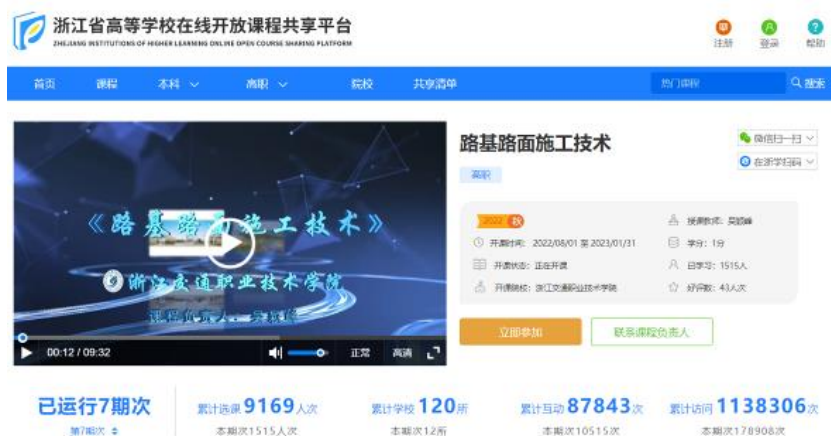 浙江省高等学校在线开放课程共享平台
ZHEJIANG INSTITUTIONS OF HIGHER LEARNING ONLINE OPEN COURSE SHARING PLATFORM
注册 登录 帮助
首页 课程 本科 高职 院校 共享清单 热门课程 搜索
路基路面施工技术
微信扫一扫
在浙学扫码
高职
《路基路面施工技术》
浙江交通职业技术学院
课程负责人:
2022 秋
授课教师: 吴颖峰
开课时间: 2022/08/01 至 2023/01/31
学分: 1分
开课状态: 正在开课
已学习: 1515人
开课院校: 浙江交通职业技术学院
好评数: 43人次
立即参加 联系课程负责人
00:12 / 09:32 正常 高清
已运行7期次 累计选课 9169人次 累计学校 120所 累计互动 87843次 累计访问 1138306次
第7期次 本期次1515人次 本期次12所 本期次10515次 本期次178908次